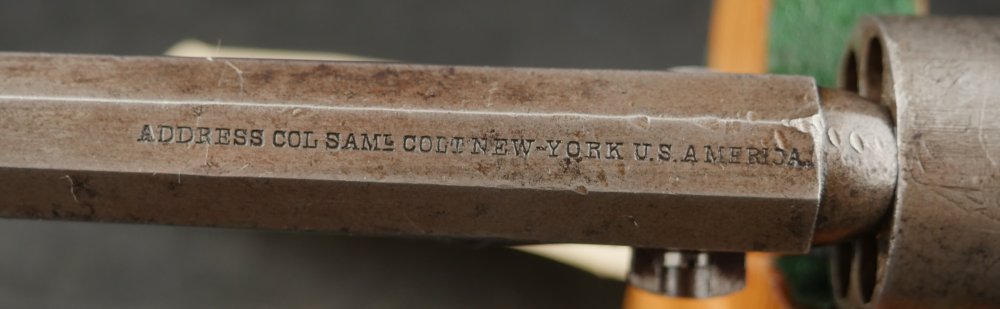 ADDRESS COL SAML COLT NEW-YORK U.S. AMERICA.